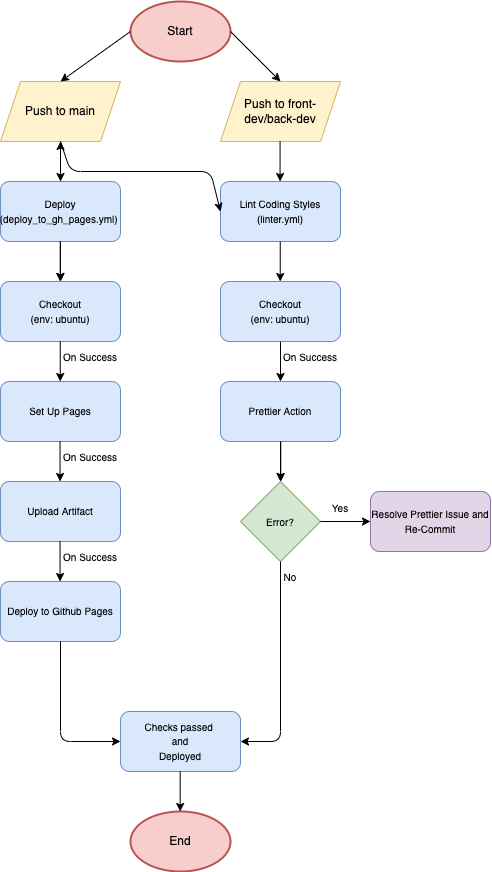 Start
Push to main
Push to front-
dev/back-dev
Deploy
(deploy_to_gh_pages.yml)
Lint Coding Styles
(linter.yml)
Checkout
(env: ubuntu)
Checkout
(env: ubuntu)
On Success
On Success
Set Up Pages
Prettier Action
On Success
Upload Artifact
Error?
Yes
Resolve Prettier Issue and
Re-Commit
On Success
No
Deploy to Github Pages
Checks passed
and
Deployed
End